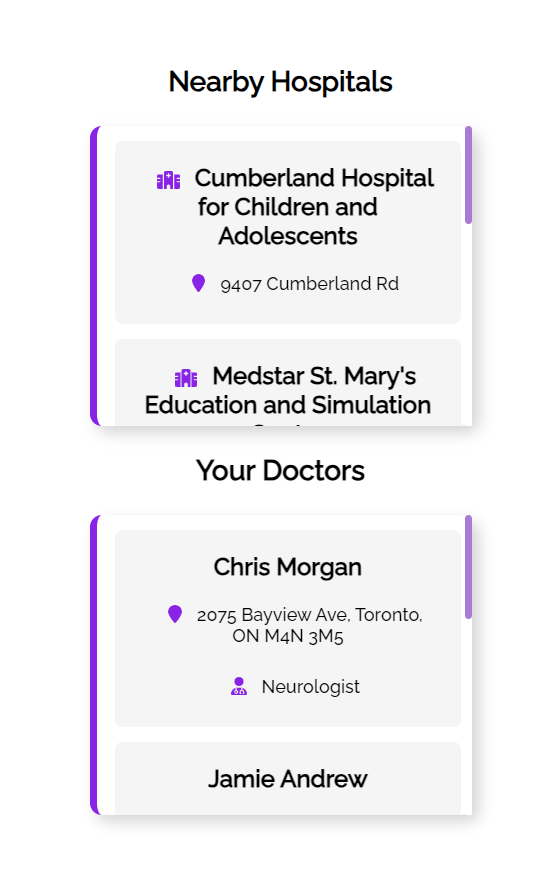 Nearby Hospitals
Cumberland Hospital
for Children and
Adolescents
9407 Cumberland Rd
Medstar St. Mary's
Education and Simulation
Your Doctors
Chris Morgan
2075 Bayview Ave, Toronto,
ON M4N 3M5
Neurologist
Jamie Andrew